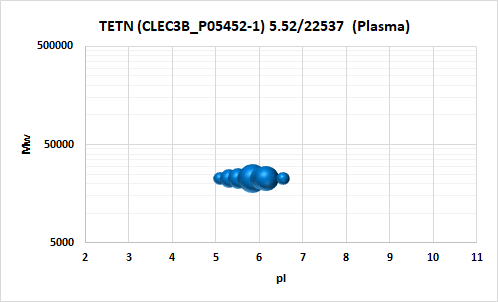 TETN (CLEC3B_P05452-1) 5.52/22537 (Plasma)
500000
50000
5000
Mw
2 3 4 5 6 7 8 9 10 11
pI